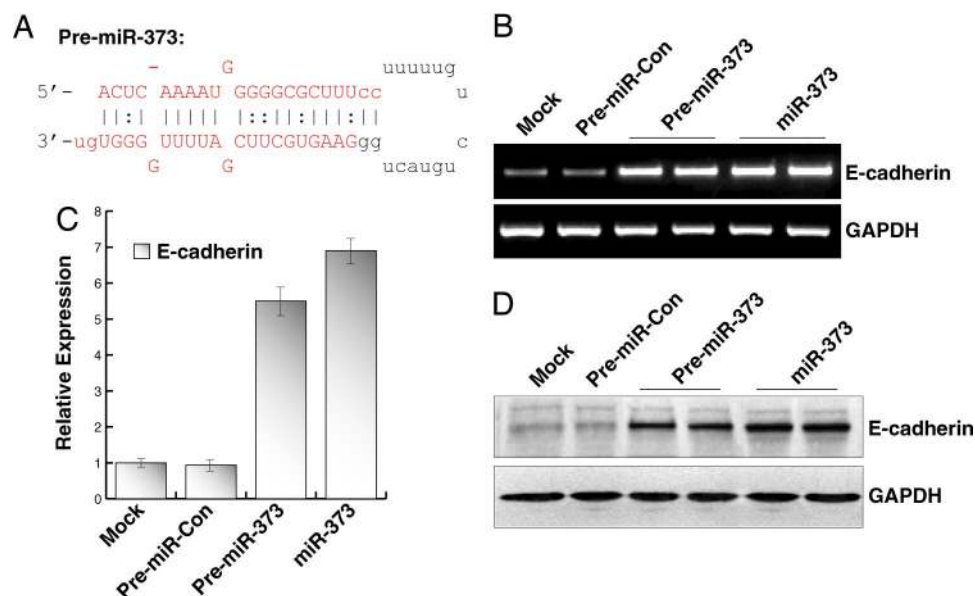 A
Pre-miR-373:
- G uuuuug
5'- ACUC AAAAU GGGGCGCUUUcc u
||:| ||||| |::||:|||:||
3'-ugUGGG UUUUA CUUCGUGAAGgg c
G G ucaugu
B
Mock
Pre-miR-Con
Pre-miR-373
miR-373
E-cadherin
GAPDH
C
8
7
6
5
4
3
2
1
0
Relative Expression
E-cadherin
Mock
Pre-miR-Con
Pre-miR-373
miR-373
D
Mock
Pre-miR-Con
Pre-miR-373
miR-373
E-cadherin
GAPDH